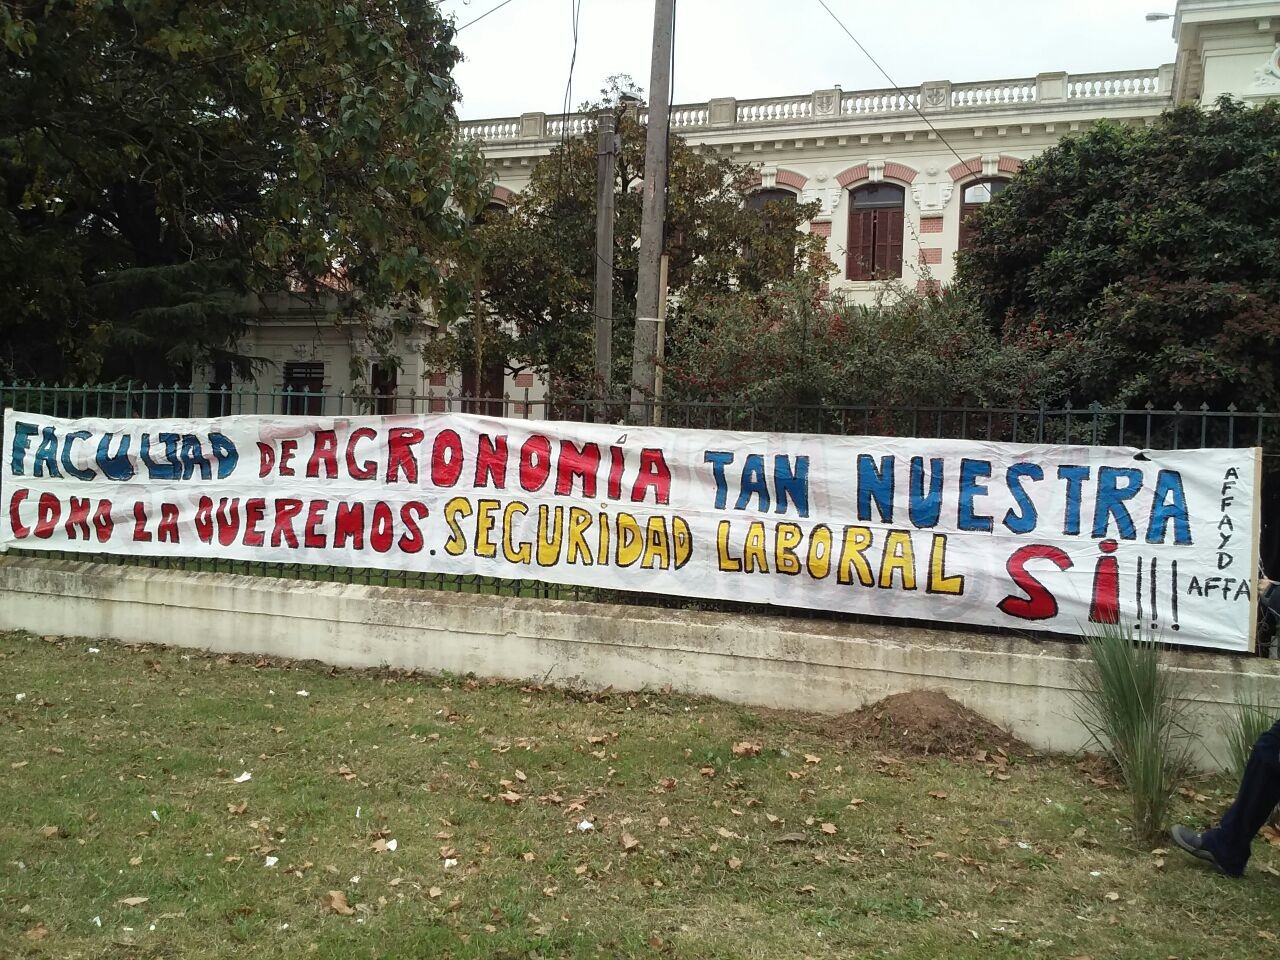 FACULTAD DE AGRONOMÍA TAN NUESTRA
COMO LA QUEREMOS. SEGURIDAD LABORAL SÍ!!!
AFFAYD
AFFA